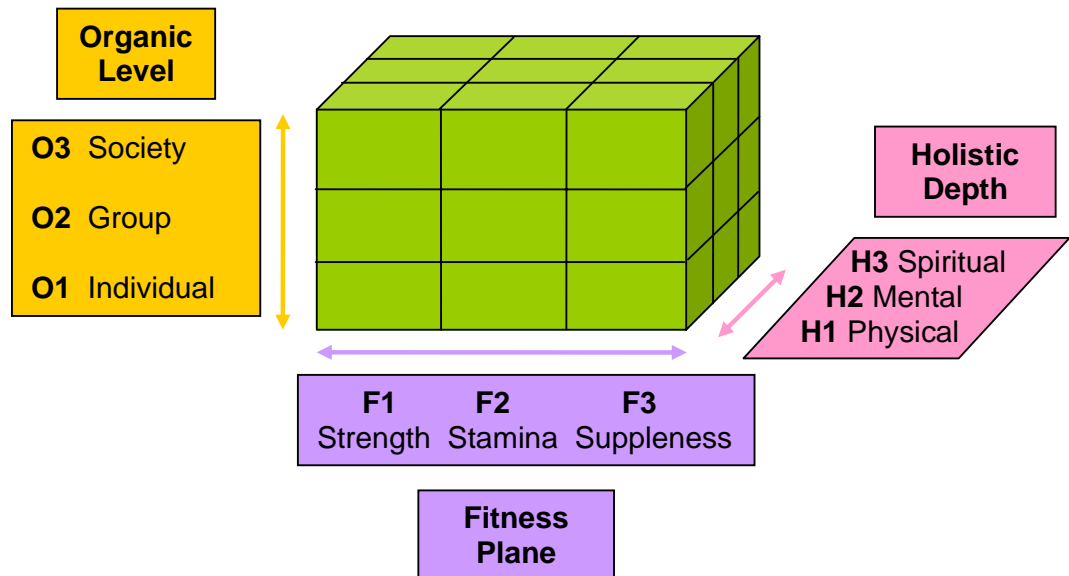 Organic
Level
O3 Society
O2 Group
O1 Individual
Holistic
Depth
H3 Spiritual
H2 Mental
H1 Physical
F1 F2 F3
Strength Stamina Suppleness
Fitness
Plane